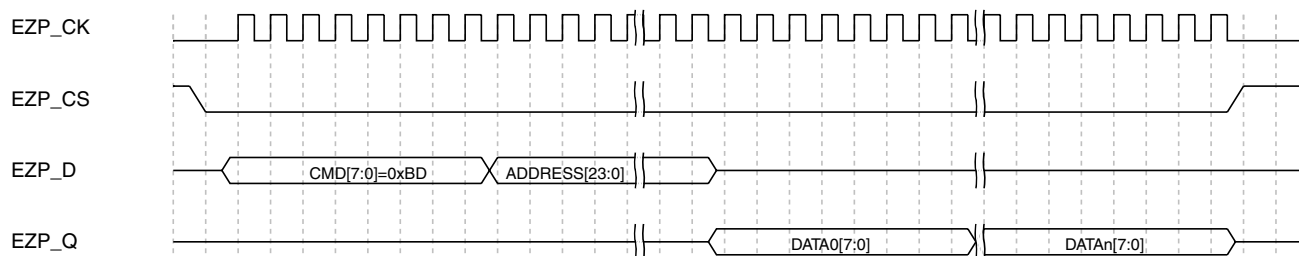 EZP_CK
EZP_CS
EZP_D
CMD[7:0]=0xBD
ADDRESS[23:0]
EZP_Q
DATA0[7:0]
DATAn[7:0]